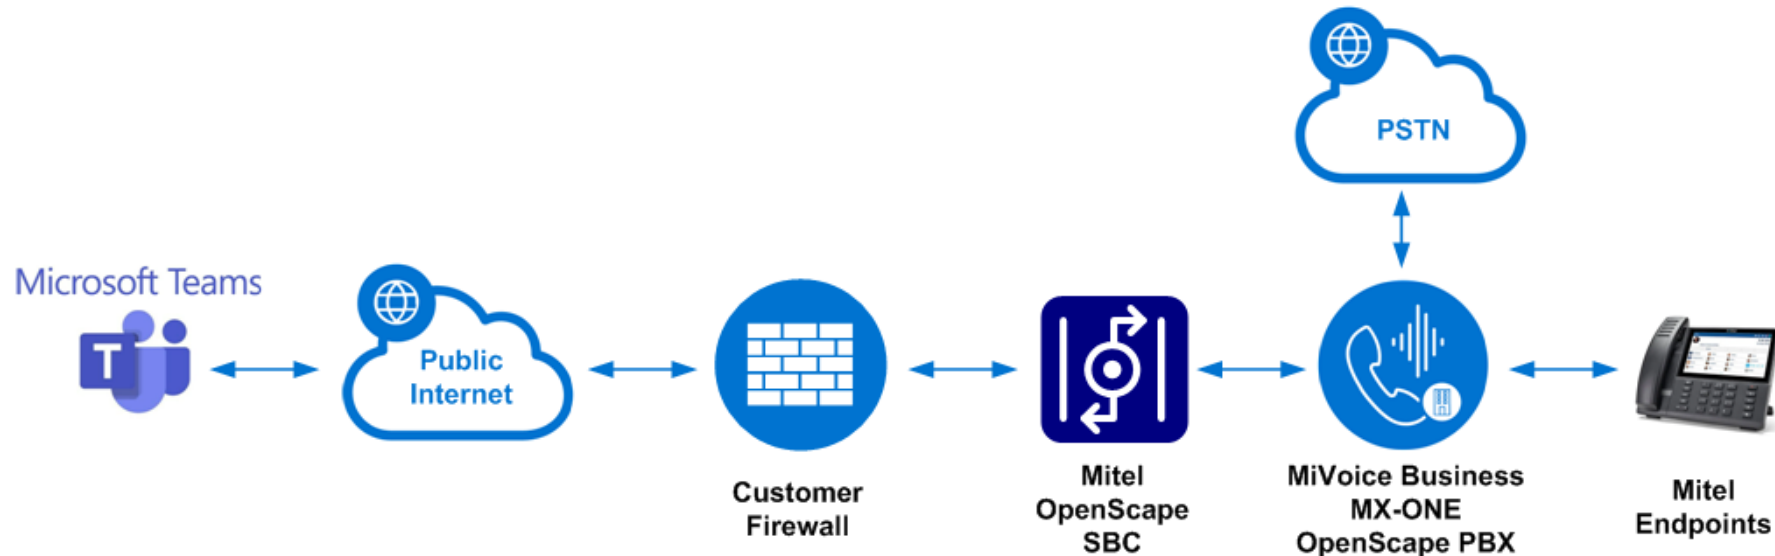 PSTN
Microsoft Teams
T
Public
Internet
Customer
Firewall
Mitel
OpenScape
SBC
MiVoice Business
MX-ONE
OpenScape PBX
Mitel
Endpoints